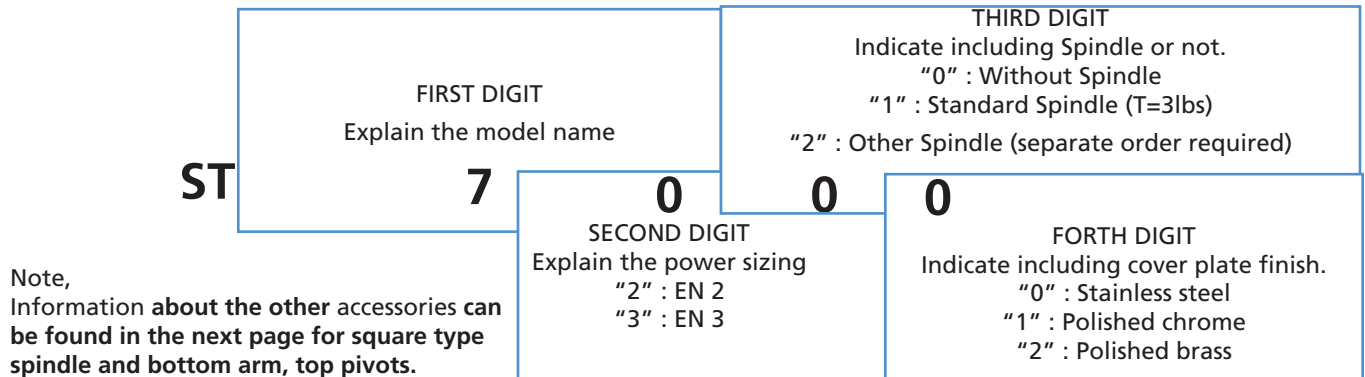 FIRST DIGIT
Explain the model name
THIRD DIGIT
Indicate including Spindle or not.
“0” : Without Spindle
“1” : Standard Spindle (T=3lbs)
“2” : Other Spindle (separate order required)
ST 7 0 0 0
SECOND DIGIT
Explain the power sizing
“2” : EN 2
“3” : EN 3
FORTH DIGIT
Indicate including cover plate finish.
“0” : Stainless steel
“1” : Polished chrome
“2” : Polished brass
Note,
Information about the other accessories can
be found in the next page for square type
spindle and bottom arm, top pivots.